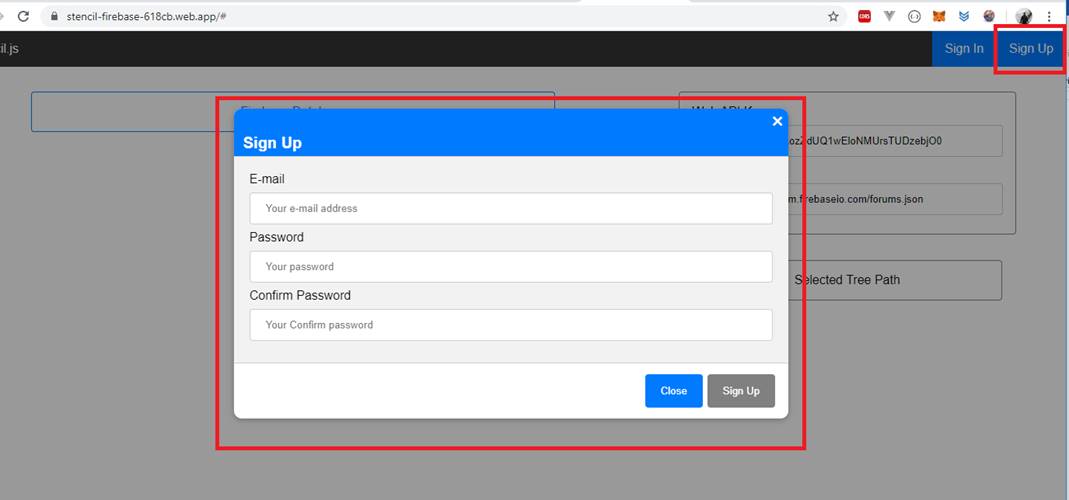 stencil-firebase-618cb.web.app/#
il.js
Sign In
Sign Up
Sign Up
E-mail
Your e-mail address
Password
Your password
Confirm Password
Your Confirm password
Close
Sign Up
dUQ1wEIoNMUrsTUDzebjO0
m.firebaseio.com/forums.json
Selected Tree Path